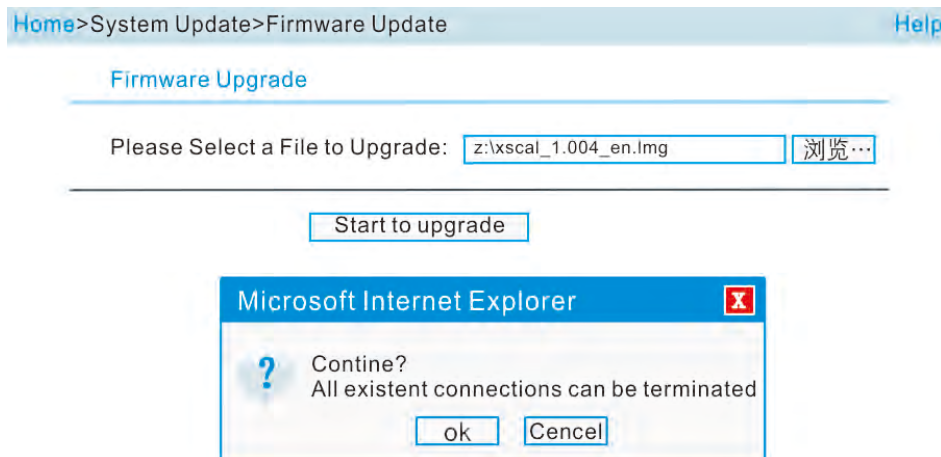 Home>System Update>Firmware Update Help
Firmware Upgrade
Please Select a File to Upgrade: z:\xscal_1.004_en.lmg 浏览…
Start to upgrade
Microsoft Internet Explorer X
? Contine?
All existent connections can be terminated
ok Cencel